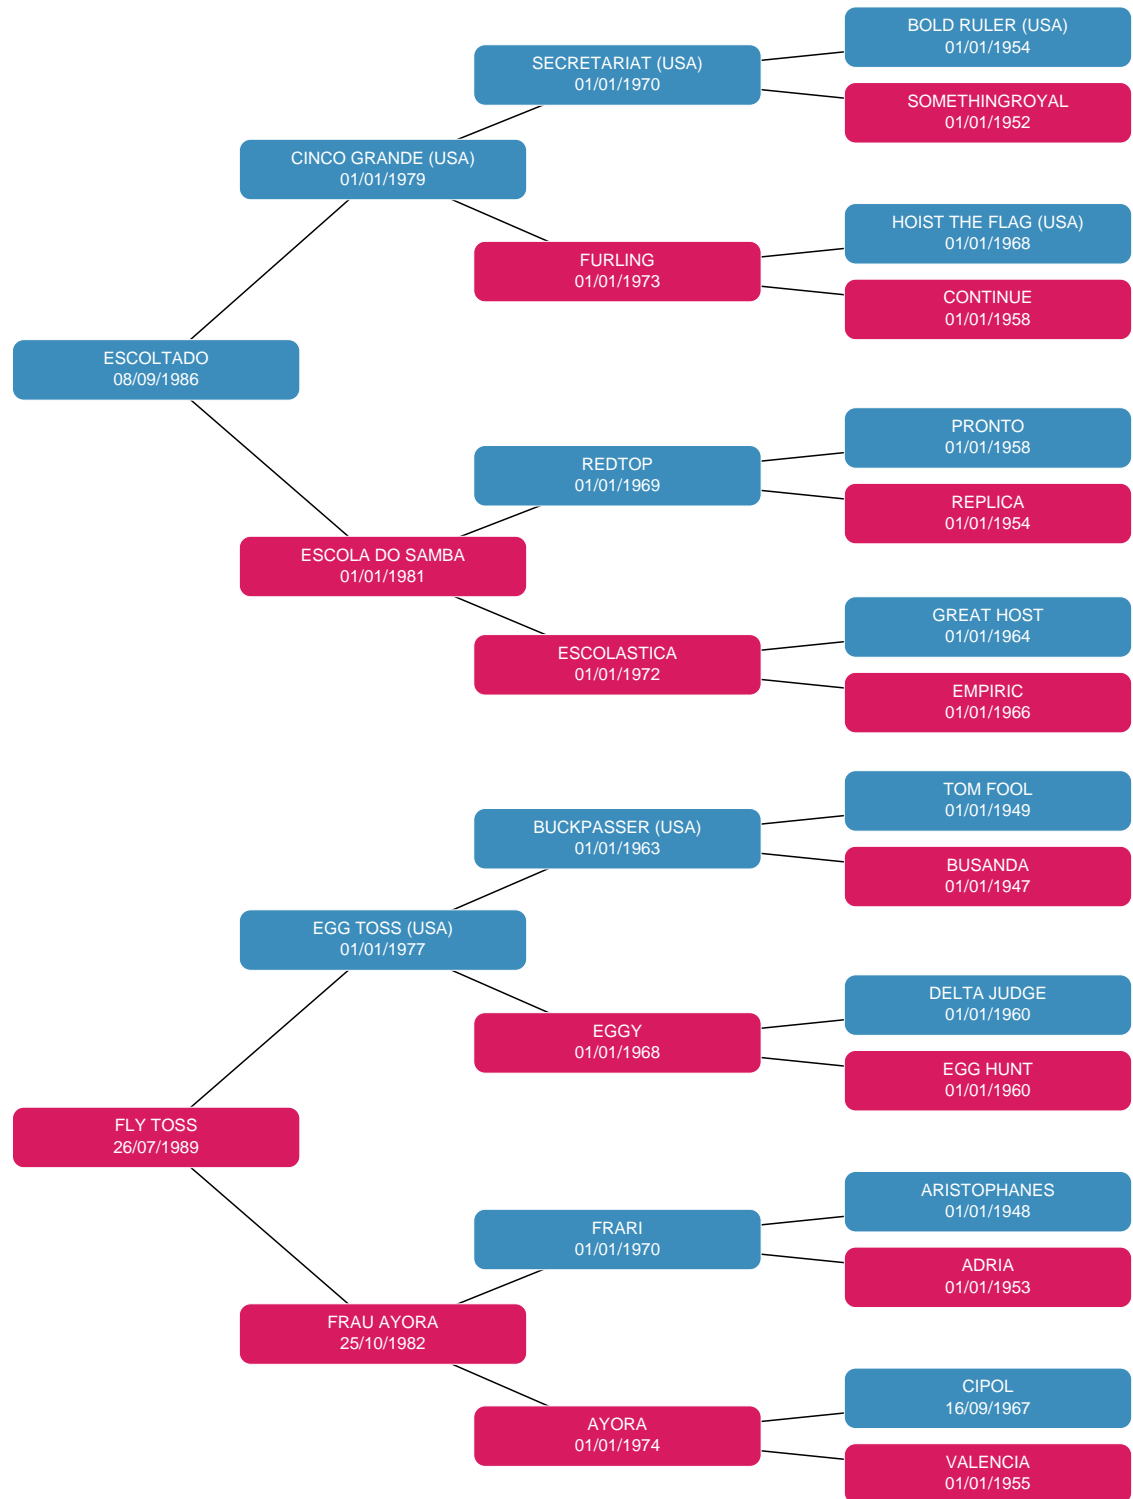 BOLD RULER (USA)
01/01/1954
SECRETARIAT (USA)
01/01/1970
SOMETHINGROYAL
01/01/1952
CINCO GRANDE (USA)
01/01/1979
HOIST THE FLAG (USA)
01/01/1968
FURLING
01/01/1973
CONTINUE
01/01/1958
ESCOLTADO
08/09/1986
PRONTO
01/01/1958
REDTOP
01/01/1969
REPLICA
01/01/1954
ESCOLA DO SAMBA
01/01/1981
GREAT HOST
01/01/1964
ESCOLASTICA
01/01/1972
EMPIRIC
01/01/1966
TOM FOOL
01/01/1949
BUCKPASSER (USA)
01/01/1963
BUSANDA
01/01/1947
EGG TOSS (USA)
01/01/1977
DELTA JUDGE
01/01/1960
EGGY
01/01/1968
EGG HUNT
01/01/1960
FLY TOSS
26/07/1989
ARISTOPHANES
01/01/1948
FRARI
01/01/1970
ADRIA
01/01/1953
FRAU AYORA
25/10/1982
CIPOL
16/09/1967
AYORA
01/01/1974
VALENCIA
01/01/1955